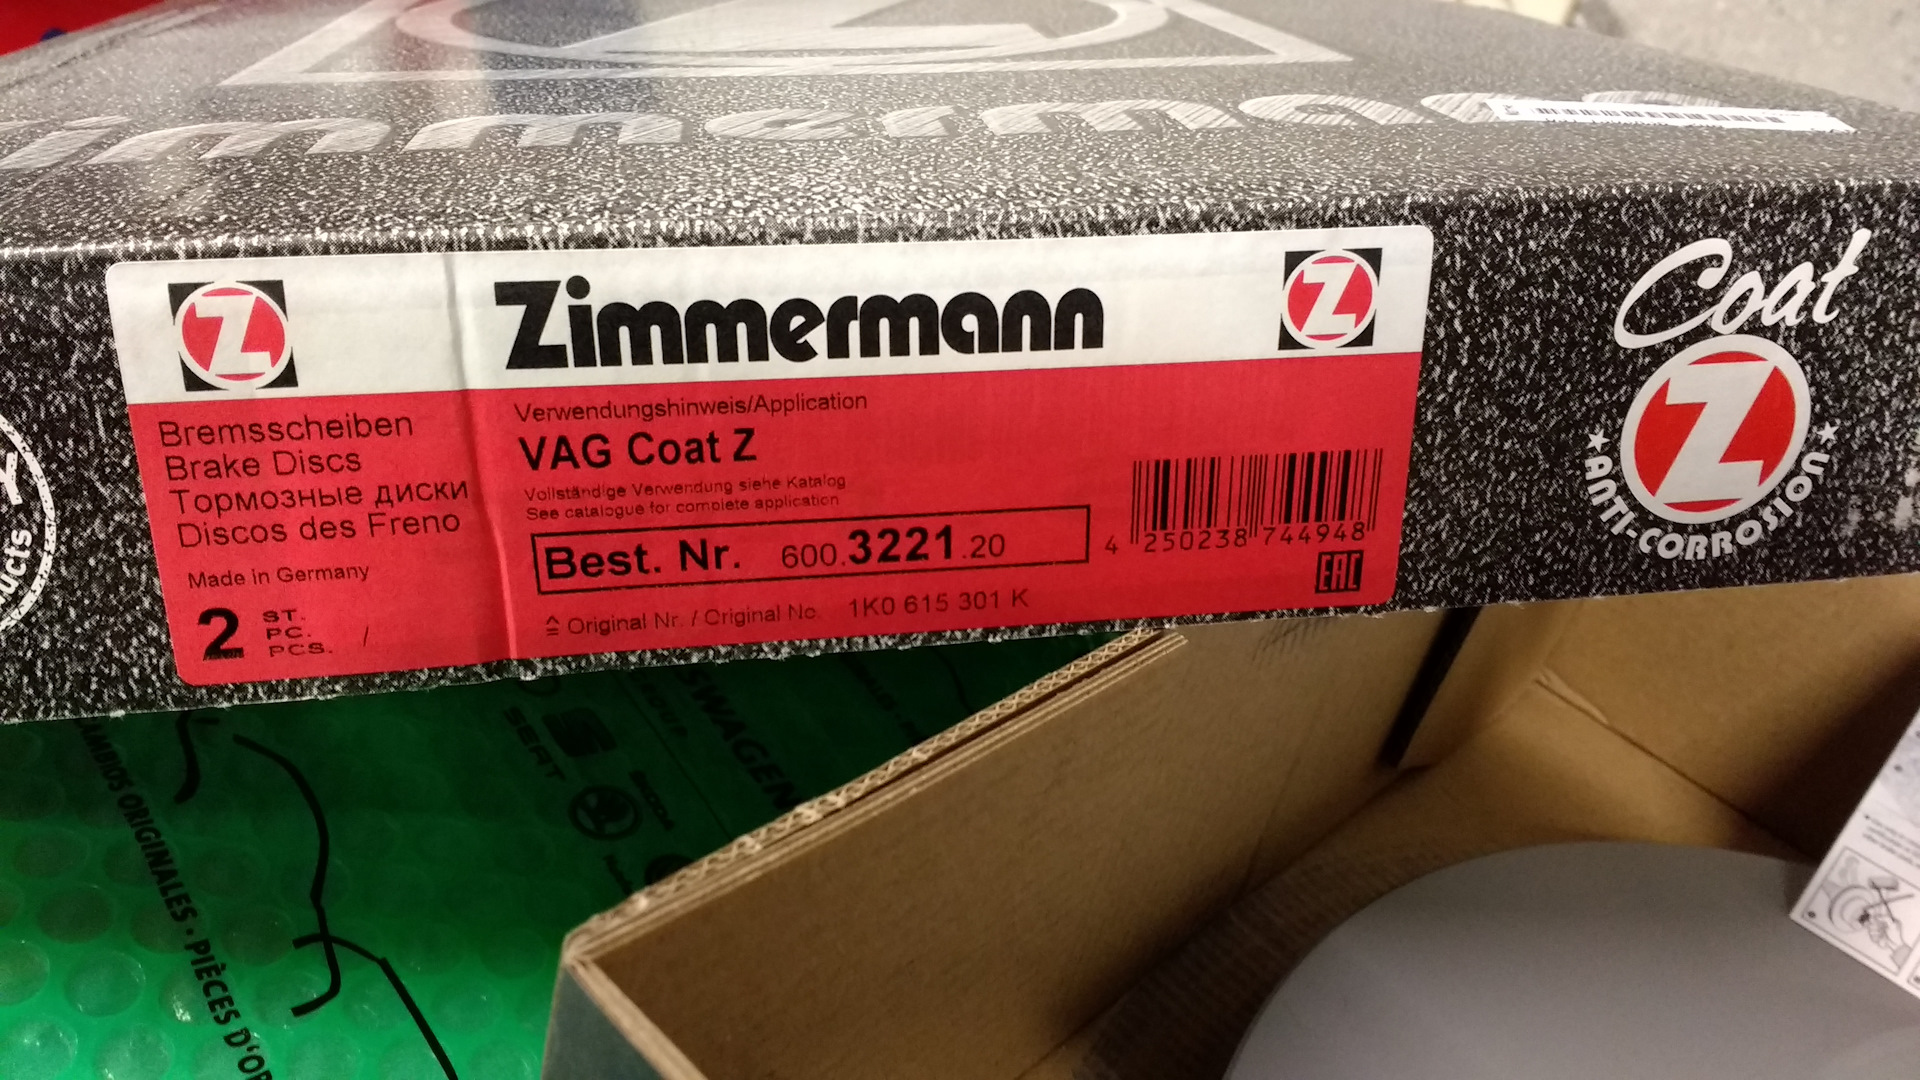 Zimmermann
Bremsscheiben
Brake Discs
Тормозные диски
Discos des Freno
Made in Germany
2 ST.
PC.
PCS. /
Verwendungshinweis/Application
VAG Coat Z
Vollständige Verwendung siehe Katalog
See catalogue for complete application
Best. Nr. 600.3221.20
≙ Original Nr. / Original No. 1K0 615 301 K
4 250238 744948
EAC
Coat
Z
ANTI-CORROSION
SEAT
ŠKODA
ORIGINALES · PIÈCES D'OR